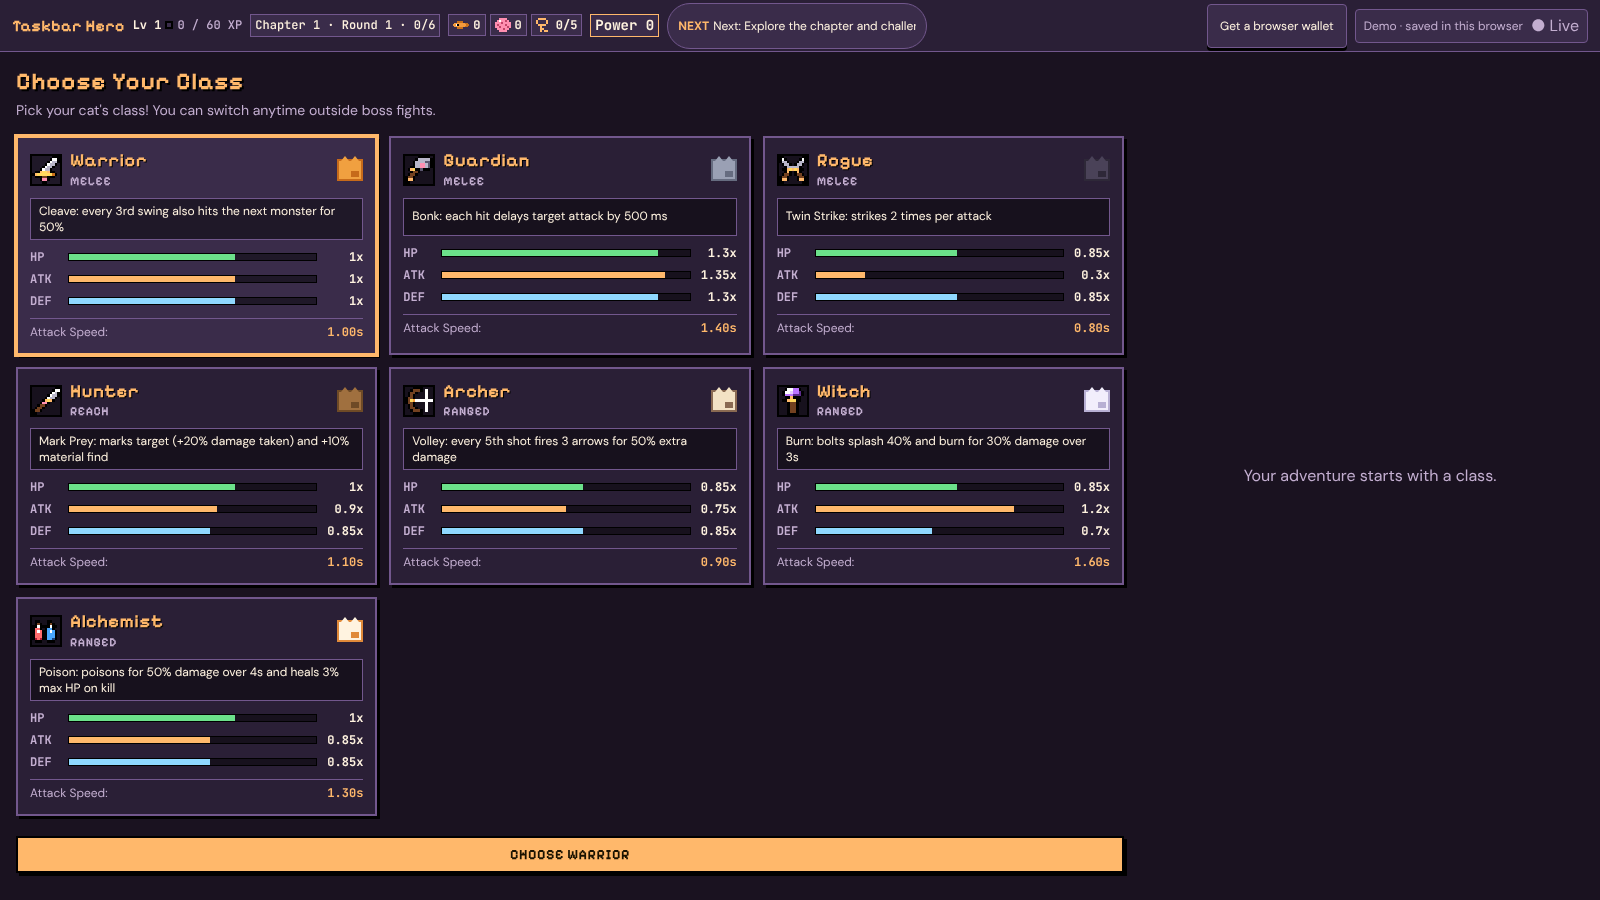 Taskbar Hero Lv 1 0 / 60 XP Chapter 1 · Round 1 · 0/6 0 0 0/5 Power 0 NEXT Next: Explore the chapter and challer Get a browser wallet Demo · saved in this browser Live
Choose Your Class
Pick your cat's class! You can switch anytime outside boss fights.
Warrior
MELEE
Cleave: every 3rd swing also hits the next monster for
50%
HP 1x
ATK 1x
DEF 1x
Attack Speed: 1.00s
Guardian
MELEE
Bonk: each hit delays target attack by 500 ms
HP 1.3x
ATK 1.35x
DEF 1.3x
Attack Speed: 1.40s
Rogue
MELEE
Twin Strike: strikes 2 times per attack
HP 0.85x
ATK 0.3x
DEF 0.85x
Attack Speed: 0.80s
Hunter
REACH
Mark Prey: marks target (+20% damage taken) and +10%
material find
HP 1x
ATK 0.9x
DEF 0.85x
Attack Speed: 1.10s
Archer
RANGED
Volley: every 5th shot fires 3 arrows for 50% extra
damage
HP 0.85x
ATK 0.75x
DEF 0.85x
Attack Speed: 0.90s
Witch
RANGED
Burn: bolts splash 40% and burn for 30% damage over
3s
HP 0.85x
ATK 1.2x
DEF 0.7x
Attack Speed: 1.60s
Alchemist
RANGED
Poison: poisons for 50% damage over 4s and heals 3%
max HP on kill
HP 1x
ATK 0.85x
DEF 0.85x
Attack Speed: 1.30s
Your adventure starts with a class.
CHOOSE WARRIOR